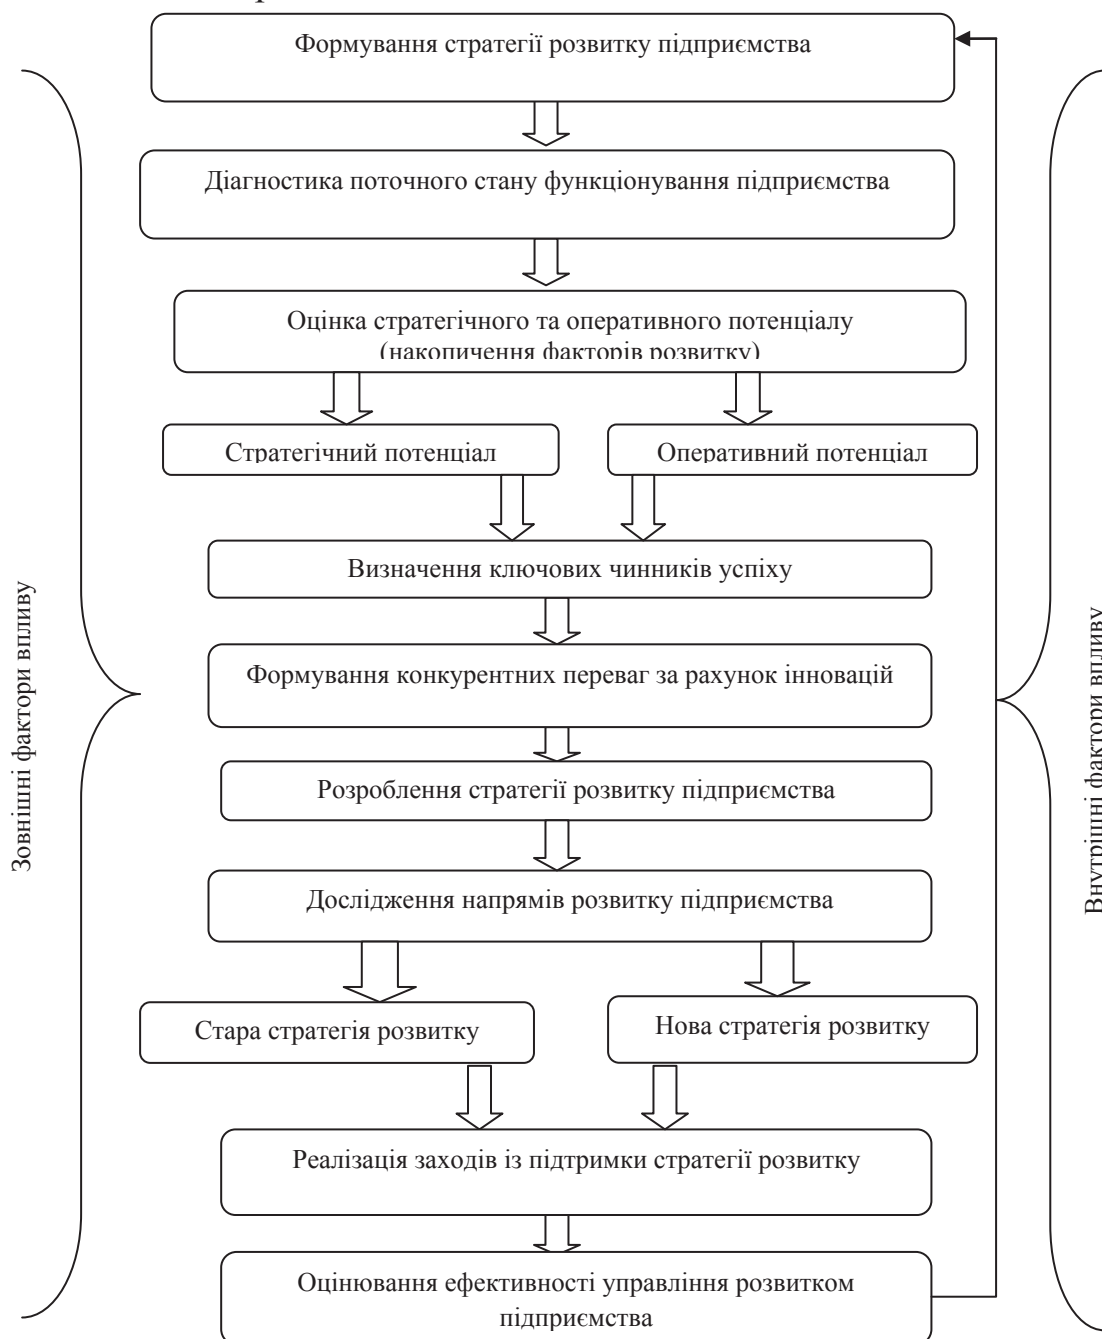 Формування стратегії розвитку підприємства
Діагностика поточного стану функціонування підприємства
Оцінка стратегічного та оперативного потенціалу
(накопичення факторів розвитку)
Стратегічний потенціал
Оперативний потенціал
Визначення ключових чинників успіху
Формування конкурентних переваг за рахунок інновацій
Розроблення стратегії розвитку підприємства
Дослідження напрямів розвитку підприємства
Стара стратегія розвитку
Нова стратегія розвитку
Реалізація заходів із підтримки стратегії розвитку
Оцінювання ефективності управління розвитком
підприємства
Зовнішні фактори впливу
Внутрішні фактори впливу